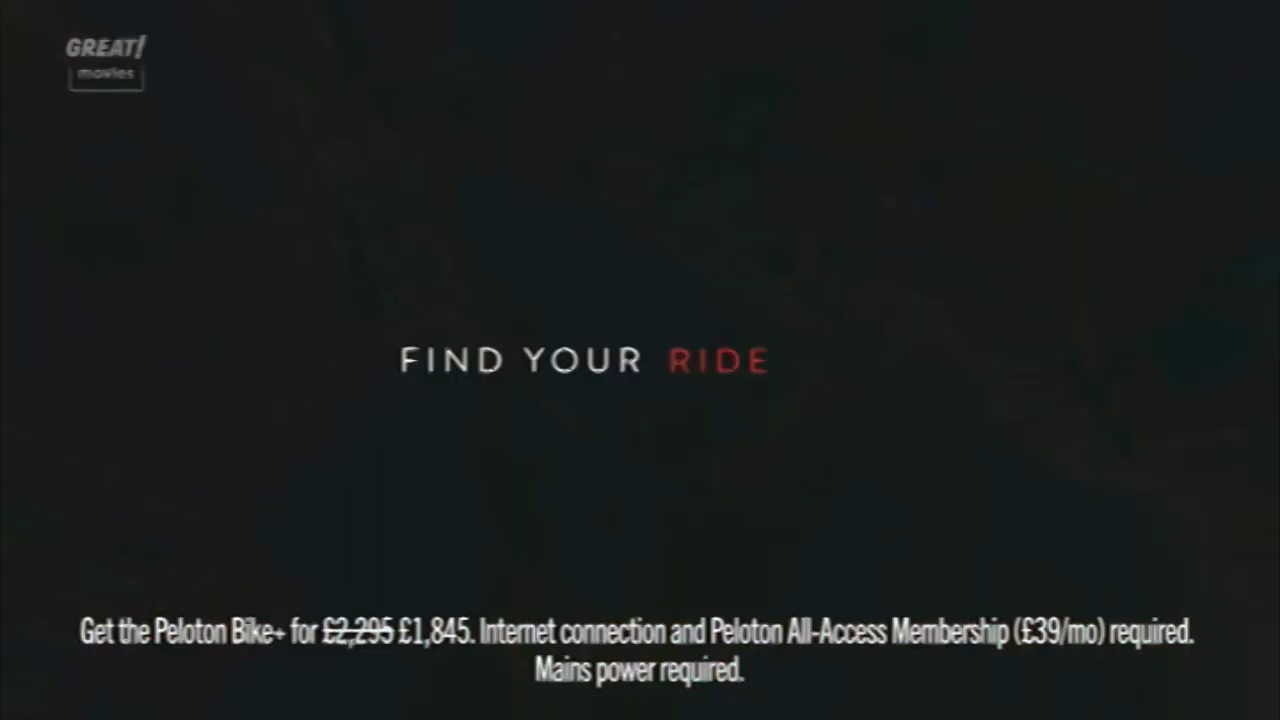 GREAT!
movies
FIND YOUR RIDE
Get the Peloton Bike+ for £2,295 £1,845. Internet connection and Peloton All-Access Membership (£39/mo) required.
Mains power required.